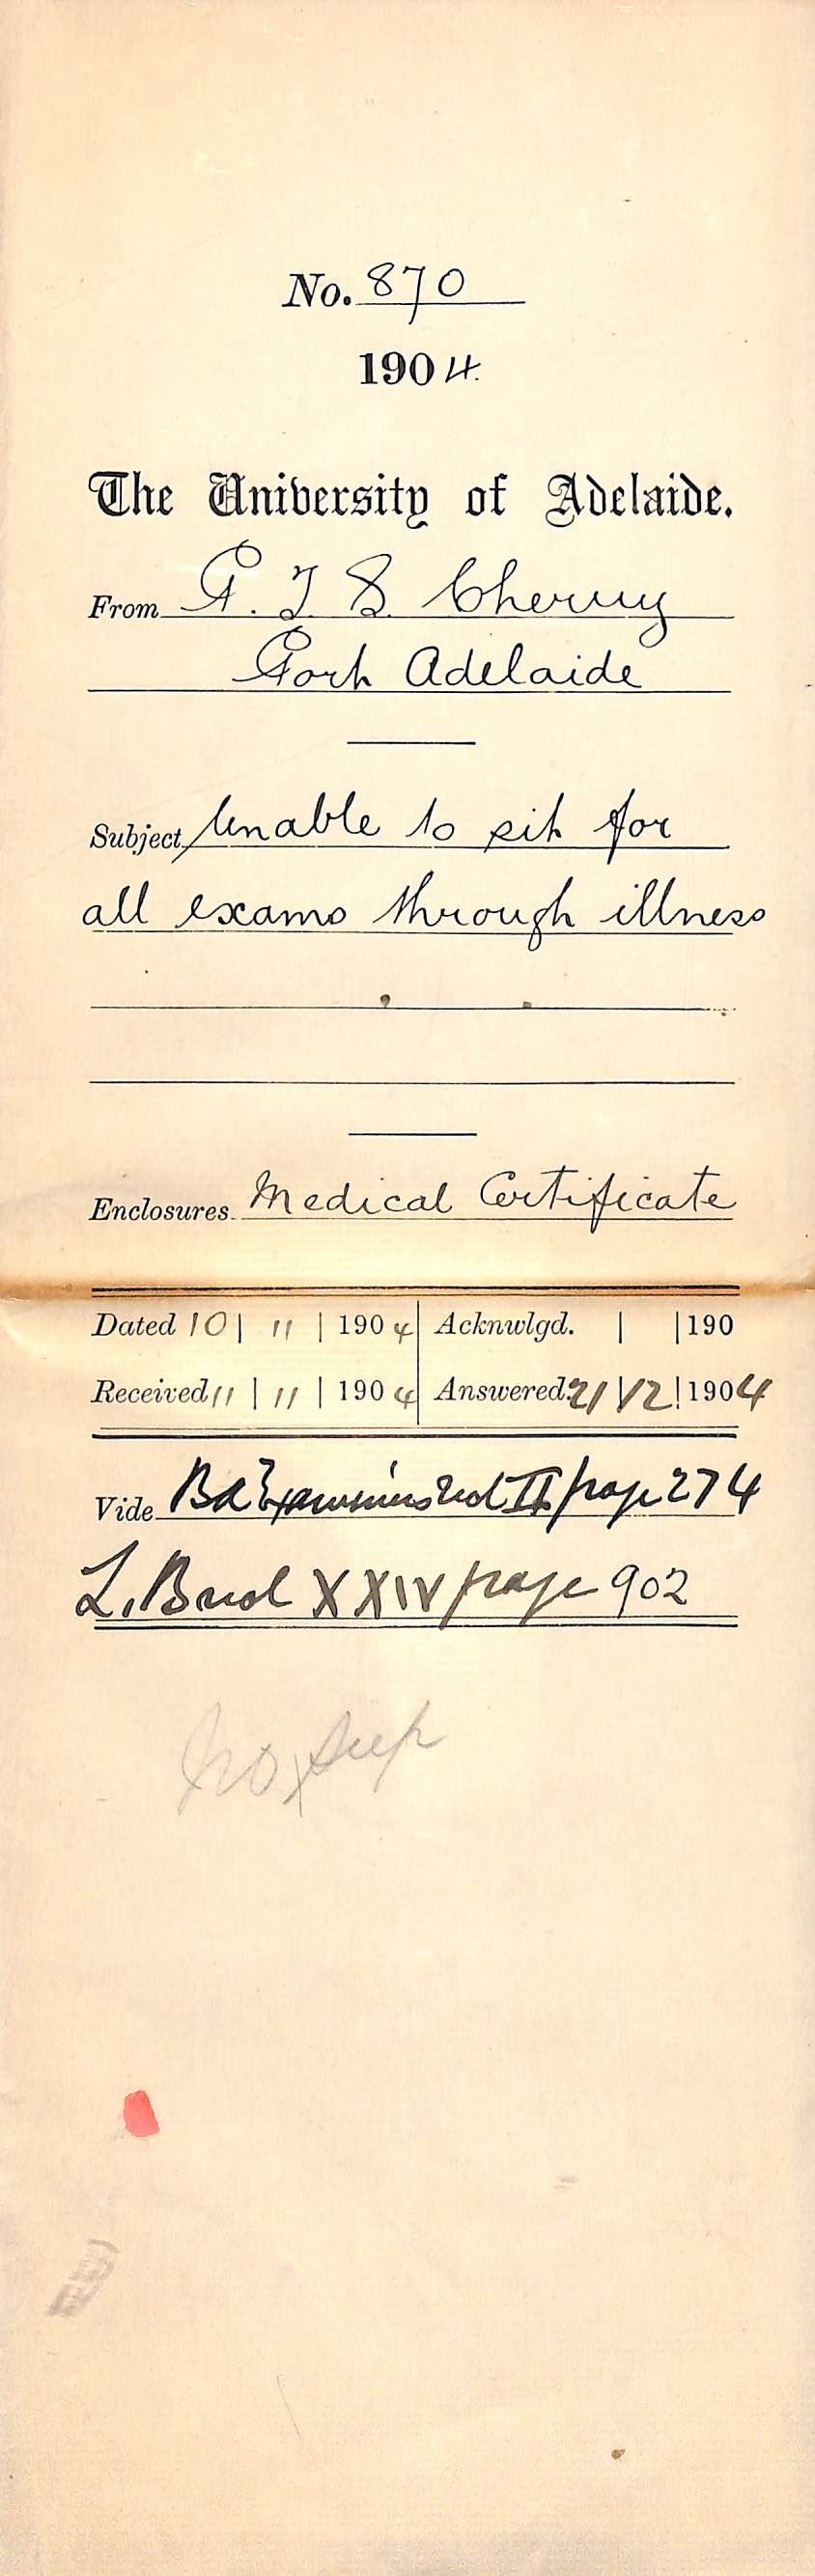 No. 870
1904.
The University of Adelaide.
From P. T. S. Cherry
Port Adelaide
Subject Unable to sit for
all exams through illness
Enclosures. Medical Certificate
Dated 10 | 11 | 1904 Acknwlgd. | | 190
Received 11 | 11 | 1904 Answered 21 | 12 | 1904
Vide Bd Examiners Med II page 274
L. Book XXIV page 902
No